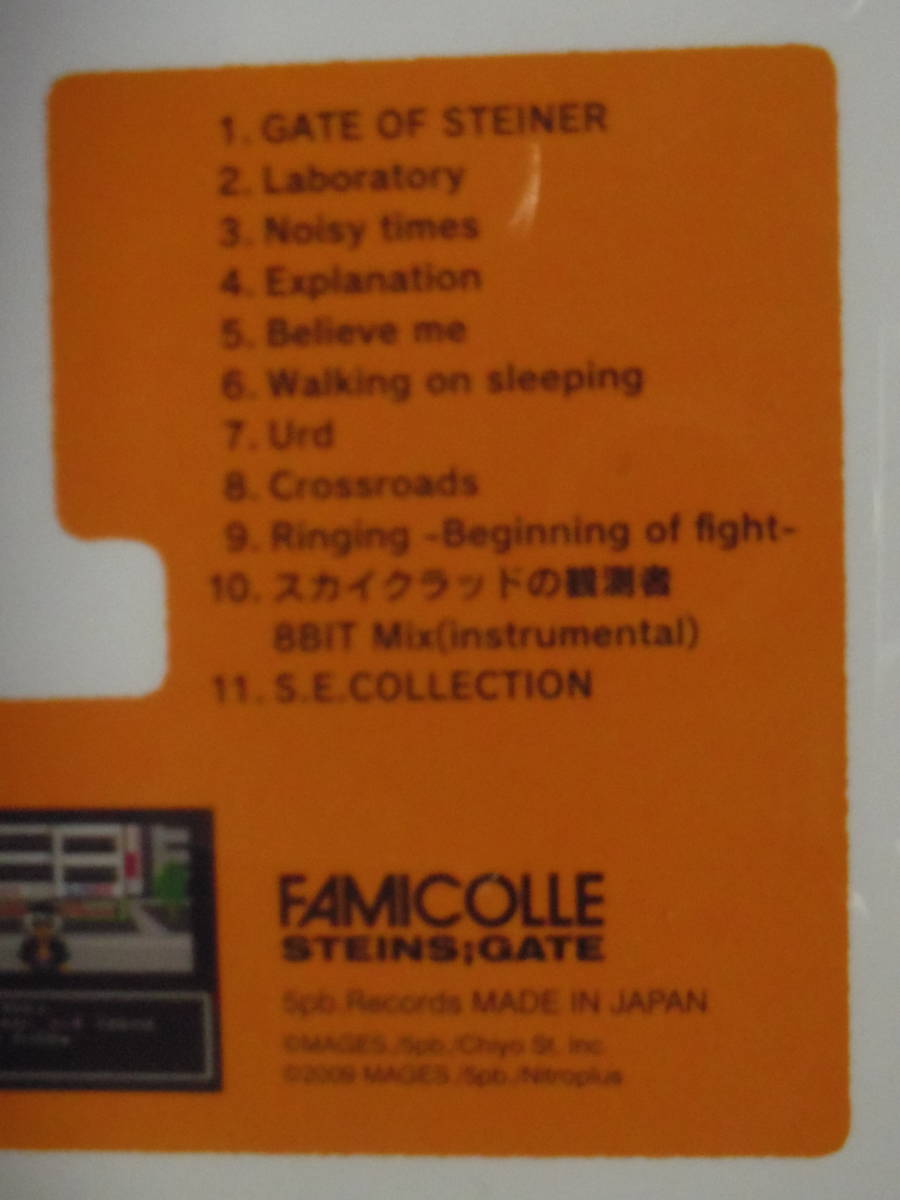 1. GATE OF STEINER
2. Laboratory
3. Noisy times
4. Explanation
5. Believe me
6. Walking on sleeping
7. Urd
8. Crossroads
9. Ringing -Beginning of fight-
10. スカイクラッドの観測者
8BIT Mix(instrumental)
11. S.E.COLLECTION
FAMICOLLE
STEINS;GATE
5pb.Records MADE IN JAPAN
©MAGES./5pb./Chiyo St. Inc.
©2009 MAGES./5pb./Nitroplus